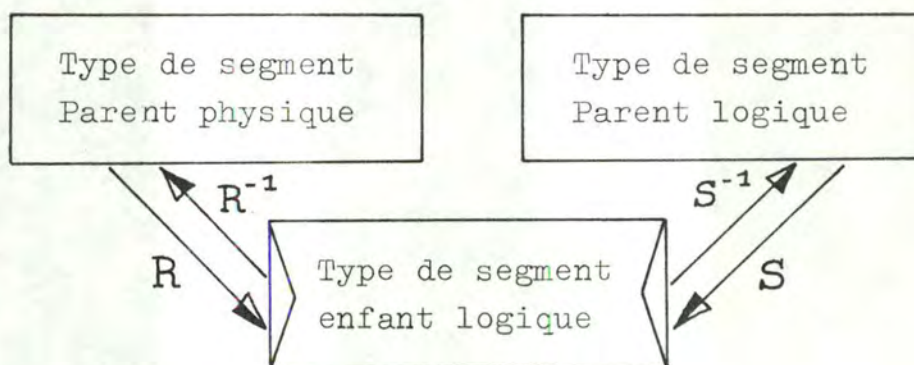 Type de segment
Parent physique
Type de segment
Parent logique
R⁻¹
S⁻¹
R
S
Type de segment
enfant logique